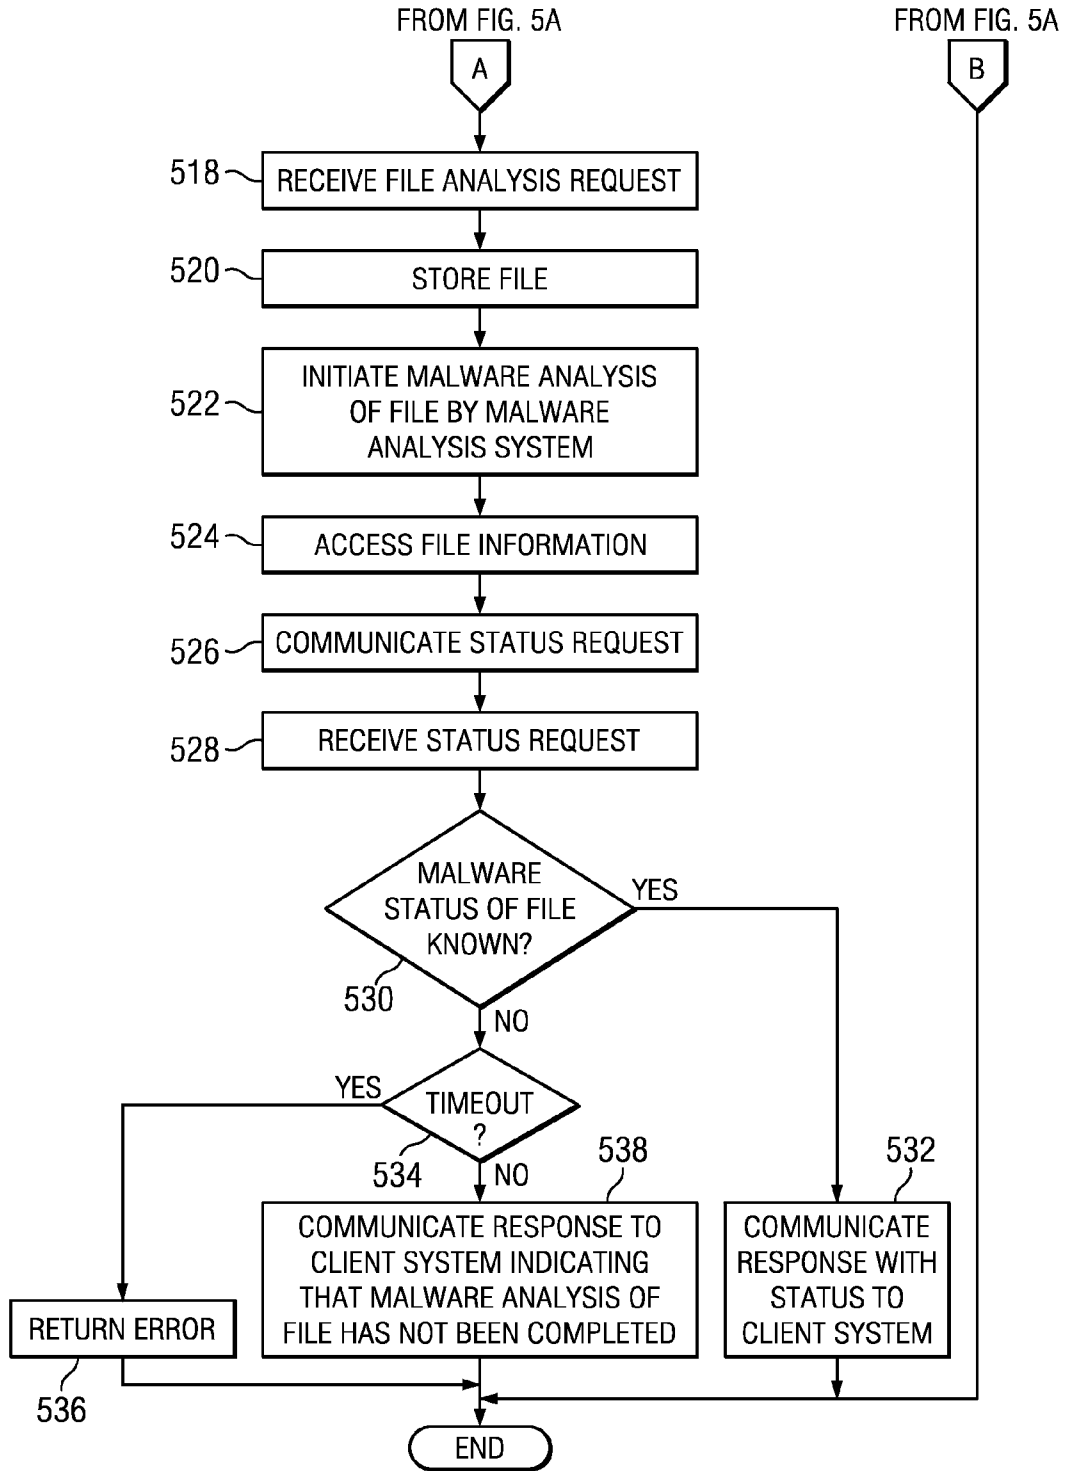 FROM FIG. 5A
A
FROM FIG. 5A
B
518
RECEIVE FILE ANALYSIS REQUEST
520
STORE FILE
522
INITIATE MALWARE ANALYSIS
OF FILE BY MALWARE
ANALYSIS SYSTEM
524
ACCESS FILE INFORMATION
526
COMMUNICATE STATUS REQUEST
528
RECEIVE STATUS REQUEST
MALWARE
STATUS OF FILE
KNOWN?
530
YES
NO
TIMEOUT
?
534
YES
NO
538
COMMUNICATE RESPONSE TO
CLIENT SYSTEM INDICATING
THAT MALWARE ANALYSIS OF
FILE HAS NOT BEEN COMPLETED
532
COMMUNICATE
RESPONSE WITH
STATUS TO
CLIENT SYSTEM
RETURN ERROR
536
END